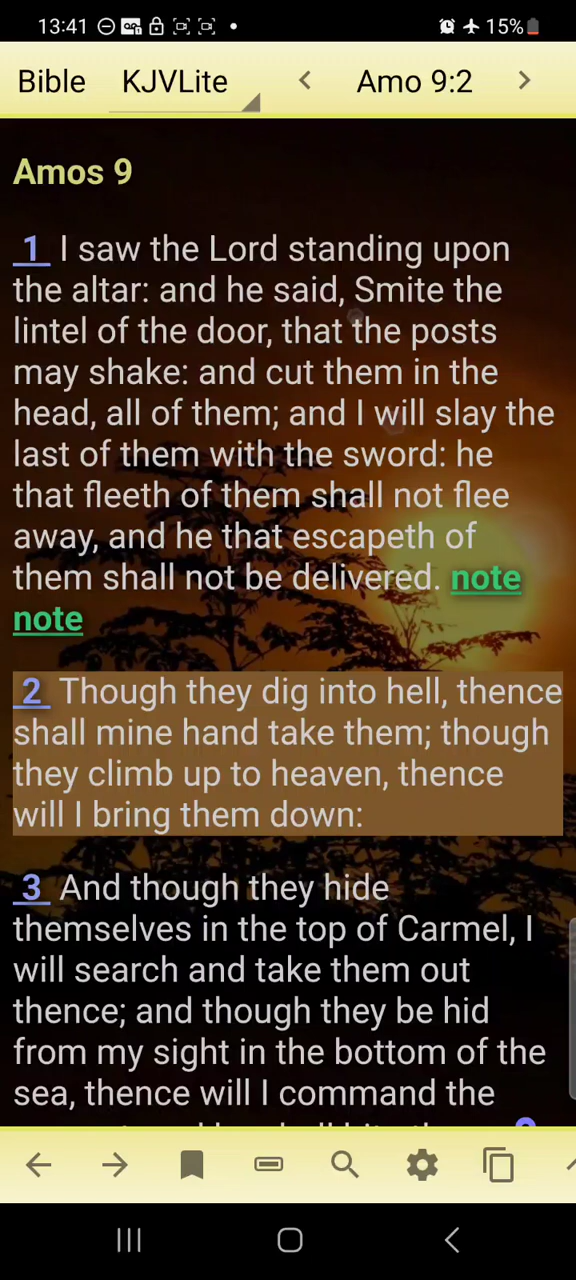 13:41 15%
Bible KJVLite < Amo 9:2 >
Amos 9
1 I saw the Lord standing upon
the altar: and he said, Smite the
lintel of the door, that the posts
may shake: and cut them in the
head, all of them; and I will slay the
last of them with the sword: he
that fleeth of them shall not flee
away, and he that escapeth of
them shall not be delivered. note
note
2 Though they dig into hell, thence
shall mine hand take them; though
they climb up to heaven, thence
will I bring them down:
3 And though they hide
themselves in the top of Carmel, I
will search and take them out
thence; and though they be hid
from my sight in the bottom of the
sea, thence will I command the